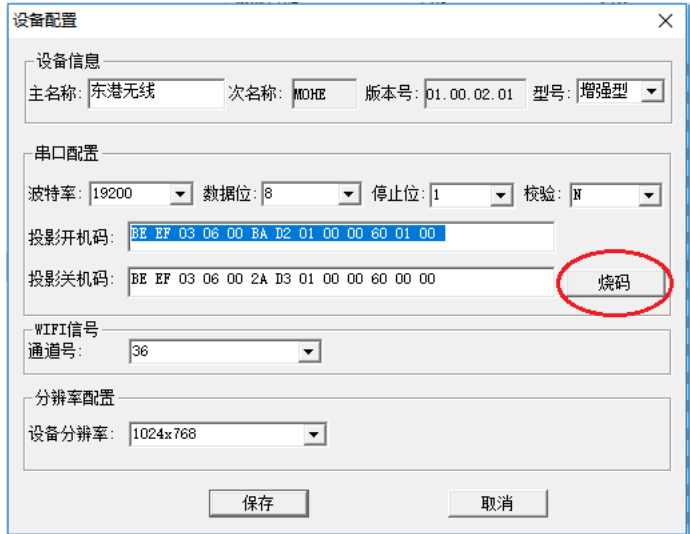 设备配置
设备信息
主名称: 东港无线 次名称: MOHE 版本号: 01.00.02.01 型号: 增强型
串口配置
波特率: 19200 数据位: 8 停止位: 1 校验: N
投影开机码: BE EF 03 06 00 BA D2 01 00 00 60 01 00
投影关机码: BE EF 03 06 00 2A D3 01 00 00 60 00 00 烧码
WIFI信号
通道号: 36
分辨率配置
设备分辨率: 1024x768
保存 取消